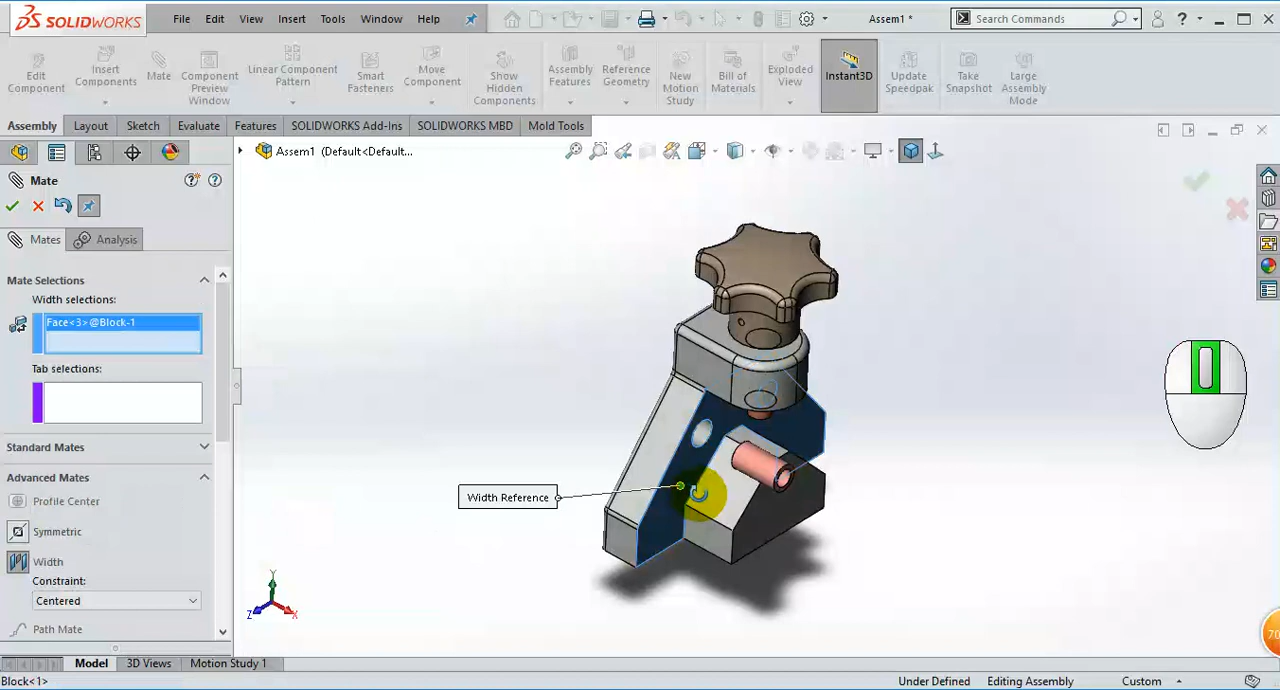 SOLIDWORKS
File Edit View Insert Tools Window Help
Assem1 *
Search Commands
?
Edit Component
Insert Components
Mate
Component Preview Window
Linear Component Pattern
Smart Fasteners
Move Component
Show Hidden Components
Assembly Features
Reference Geometry
New Motion Study
Bill of Materials
Exploded View
Instant3D
Update Speedpak
Take Snapshot
Large Assembly Mode
Assembly Layout Sketch Evaluate Features SOLIDWORKS Add-Ins SOLIDWORKS MBD Mold Tools
Assem1 (Default<Default...
Mate
Mates Analysis
Mate Selections
Width selections:
Face<3>@Block-1
Tab selections:
Standard Mates
Advanced Mates
Profile Center
Symmetric
Width
Constraint:
Centered
Path Mate
Width Reference
Y
Z
X
70
Model 3D Views Motion Study 1
Block<1>
Under Defined Editing Assembly Custom